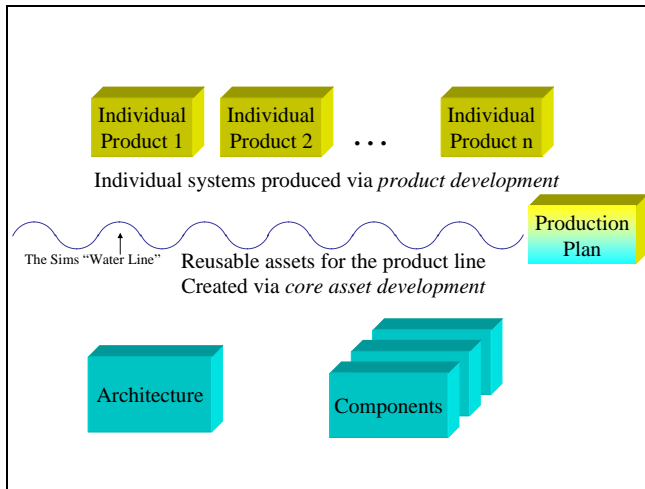 Individual
Product 1
Individual
Product 2
...
Individual
Product n
Individual systems produced via product development
Production
Plan
The Sims “Water Line”
Reusable assets for the product line
Created via core asset development
Architecture
Components